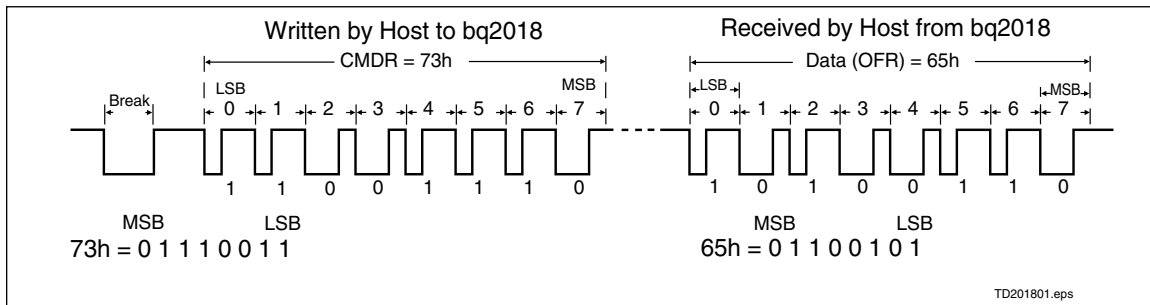 Written by Host to bq2018
CMDR = 73h
Break
LSB
MSB
0 1 2 3 4 5 6 7
1 1 0 0 1 1 1 0
MSB LSB
73h = 0 1 1 1 0 0 1 1
Received by Host from bq2018
Data (OFR) = 65h
LSB
MSB
0 1 2 3 4 5 6 7
1 0 1 0 0 1 1 0
MSB LSB
65h = 0 1 1 0 0 1 0 1
TD201801.eps